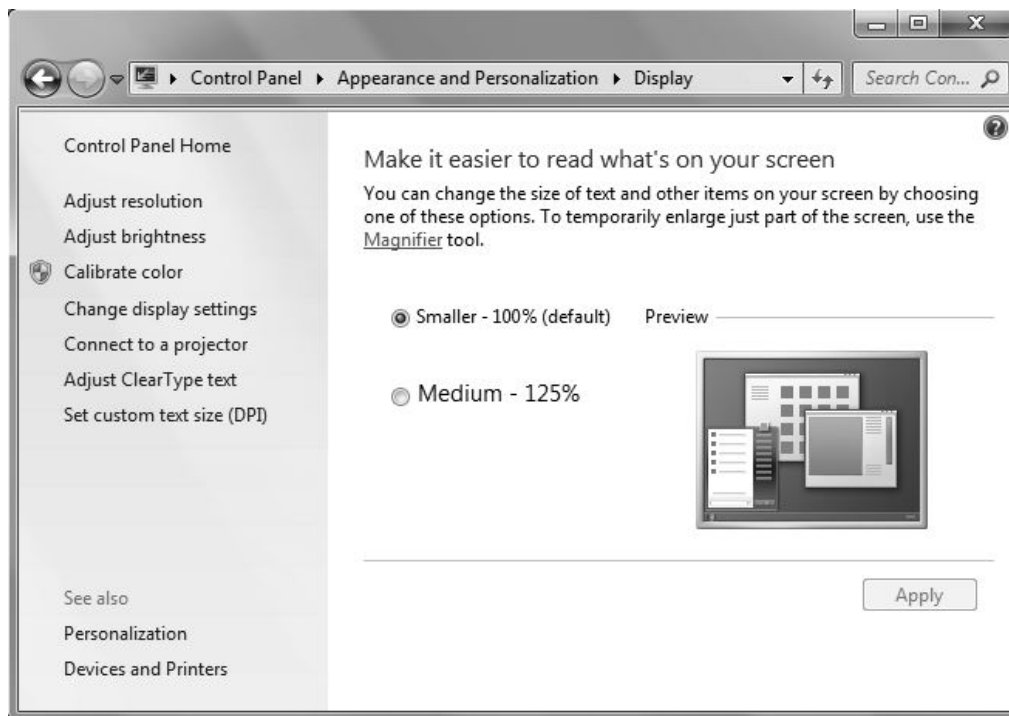 Control Panel ▸ Appearance and Personalization ▸ Display
Search Con...
Control Panel Home
Adjust resolution
Adjust brightness
Calibrate color
Change display settings
Connect to a projector
Adjust ClearType text
Set custom text size (DPI)
See also
Personalization
Devices and Printers
Make it easier to read what's on your screen
You can change the size of text and other items on your screen by choosing
one of these options. To temporarily enlarge just part of the screen, use the
Magnifier tool.
Smaller - 100% (default)
Preview
Medium - 125%
Apply